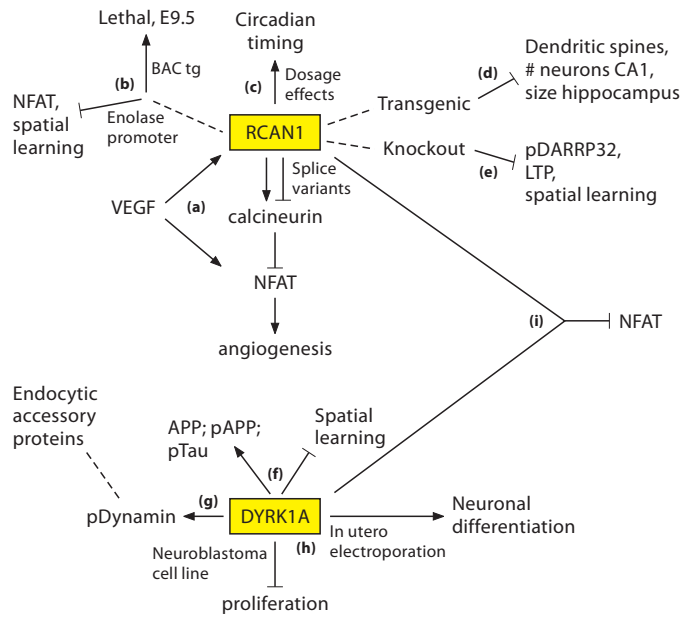 Lethal, E9.5
Circadian
timing
BAC tg
(b)
(c)
Dosage
effects
(d)
Dendritic spines,
# neurons CA1,
size hippocampus
NFAT,
spatial
learning
Enolase
promoter
Transgenic
RCAN1
Knockout
(e)
pDARRP32,
LTP,
spatial learning
Splice
variants
VEGF
(a)
calcineurin
NFAT
angiogenesis
(i)
NFAT
Endocytic
accessory
proteins
APP; pAPP;
pTau
Spatial
learning
(f)
(g)
pDynamin
DYRK1A
Neuronal
differentiation
In utero
electroporation
(h)
Neuroblastoma
cell line
proliferation